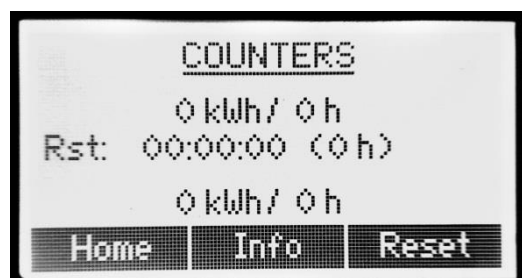 COUNTERS
0 kWh/ 0 h
Rst: 00:00:00 (0 h)
0 kWh/ 0 h
Home Info Reset